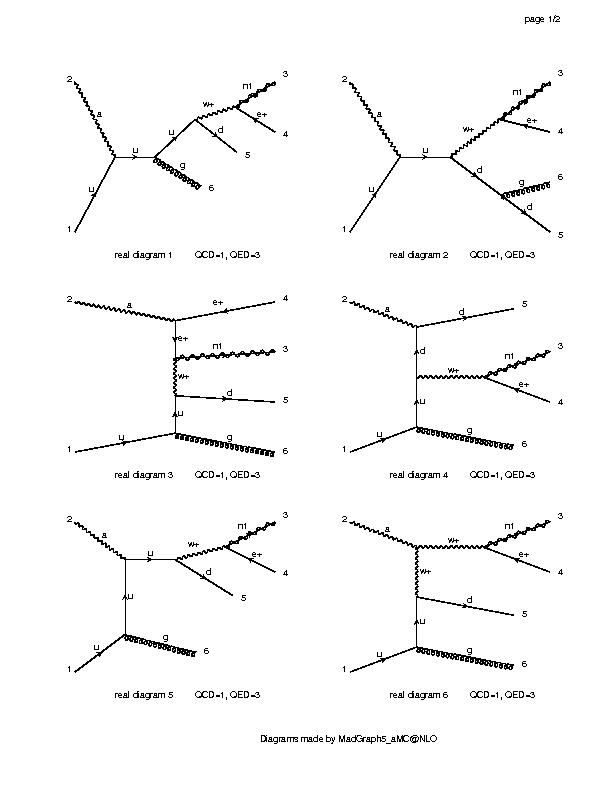 page 1/2
2 a n1 3
w+ e+ 4
u d 5
u g 6
u
1
real diagram 1 QCD=1, QED=3
2 a n1 3
w+ e+ 4
u g 6
u d
d
1 5
real diagram 2 QCD=1, QED=3
2 a e+ 4
e+
n1 3
w+
d 5
u
1 u g 6
real diagram 3 QCD=1, QED=3
2 a d 5
d n1 3
w+
e+
u 4
1 u g 6
real diagram 4 QCD=1, QED=3
2 a n1 3
u w+ e+
d 4
u 5
1 u g 6
real diagram 5 QCD=1, QED=3
2 a w+ n1 3
e+
w+ 4
d 5
u
1 u g 6
real diagram 6 QCD=1, QED=3
Diagrams made by MadGraph5_aMC@NLO